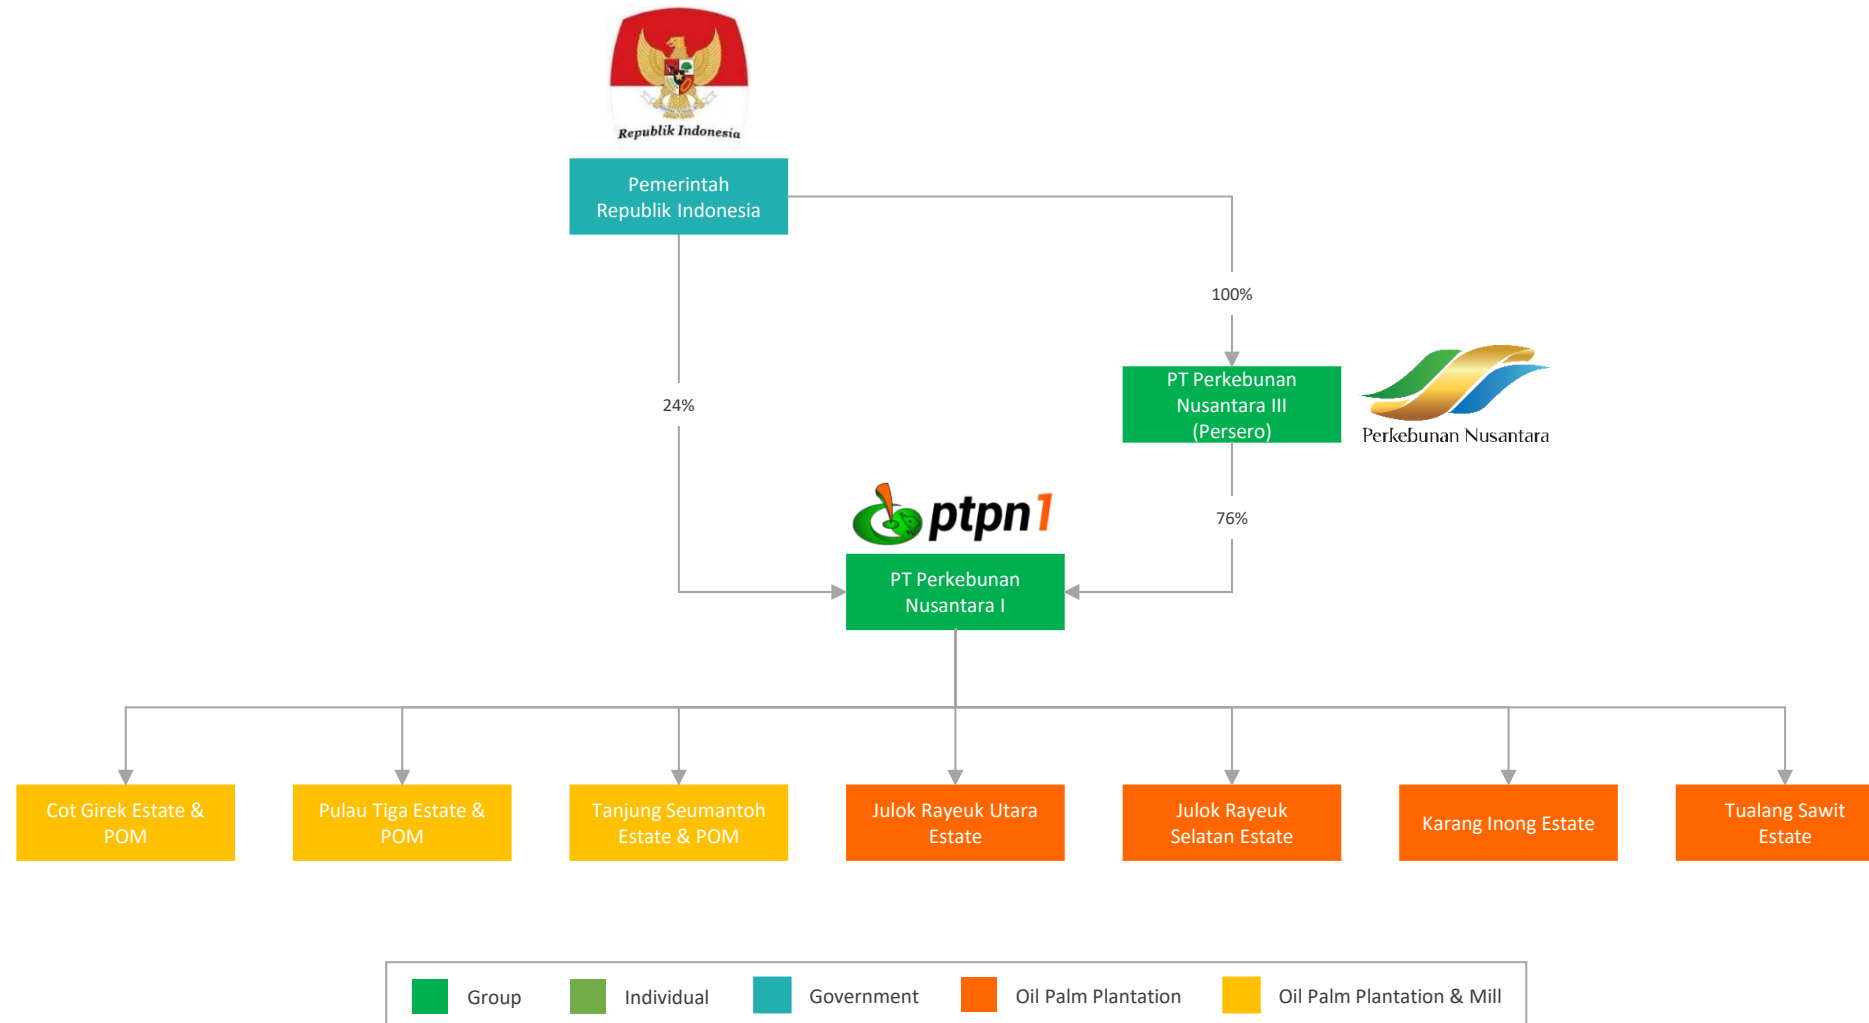 Republik Indonesia
Pemerintah
Republik Indonesia
100%
24%
PT Perkebunan
Nusantara III
(Persero)
Perkebunan Nusantara
ptpn1
76%
PT Perkebunan
Nusantara I
Cot Girek Estate &
POM
Pulau Tiga Estate &
POM
Tanjung Seumantoh
Estate & POM
Julok Rayeuk Utara
Estate
Julok Rayeuk
Selatan Estate
Karang Inong Estate
Tualang Sawit
Estate
Group
Individual
Government
Oil Palm Plantation
Oil Palm Plantation & Mill